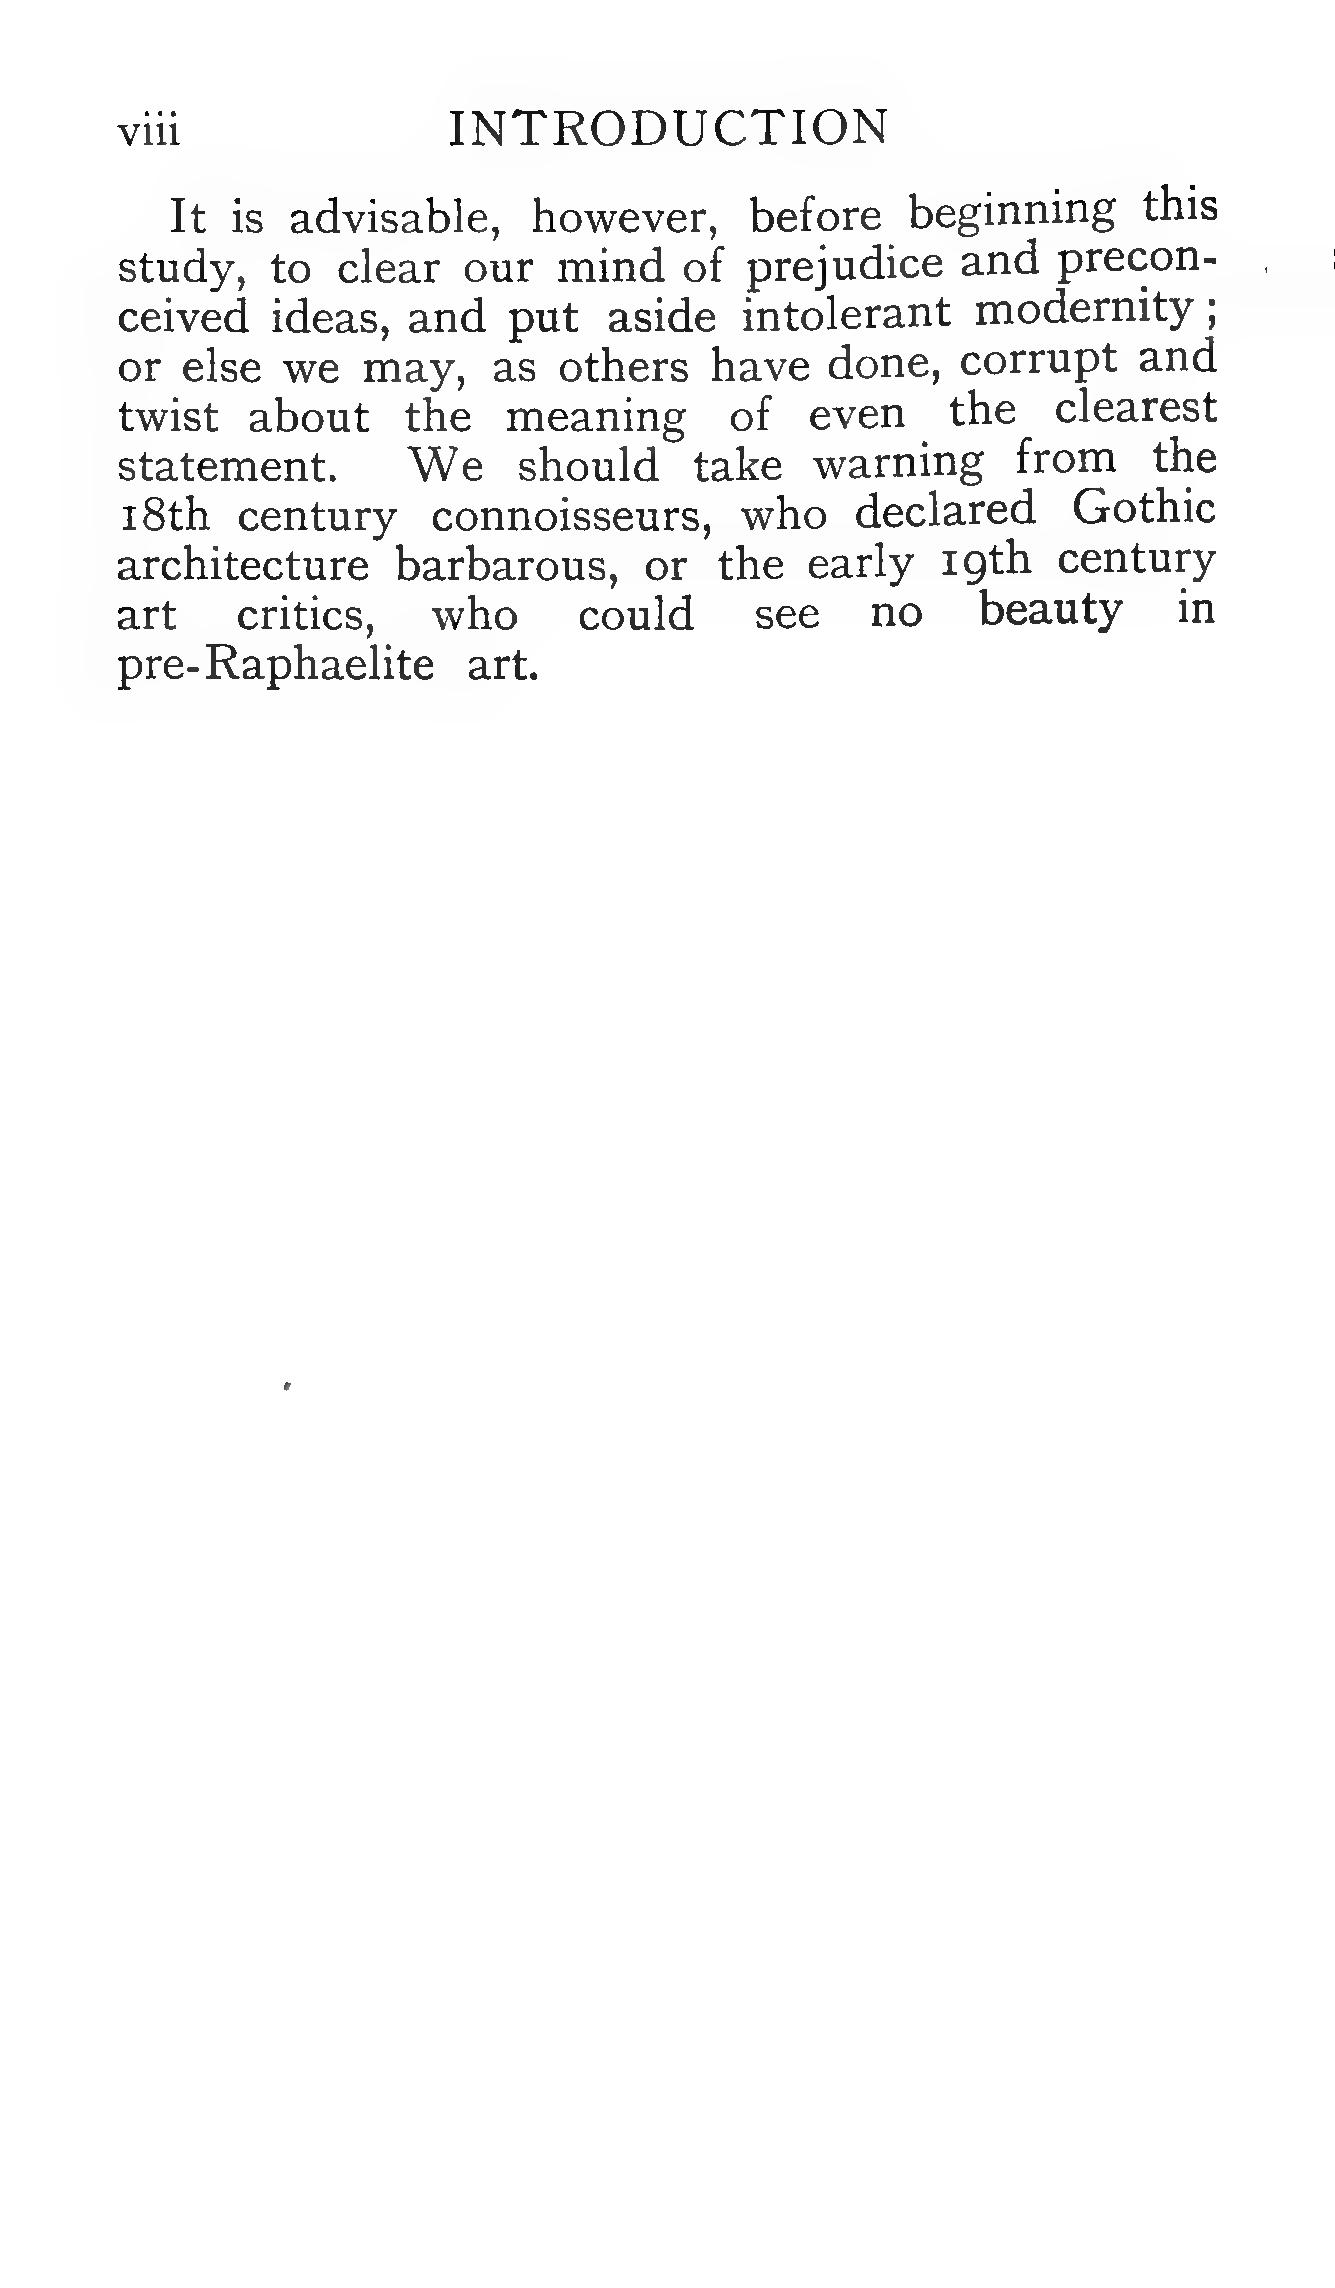 viii INTRODUCTION
It is advisable, however, before beginning this
study, to clear our mind of prejudice and precon-
ceived ideas, and put aside intolerant modernity ;
or else we may, as others have done, corrupt and
twist about the meaning of even the clearest
statement. We should take warning from the
18th century connoisseurs, who declared Gothic
architecture barbarous, or the early 19th century
art critics, who could see no beauty in
pre-Raphaelite art.